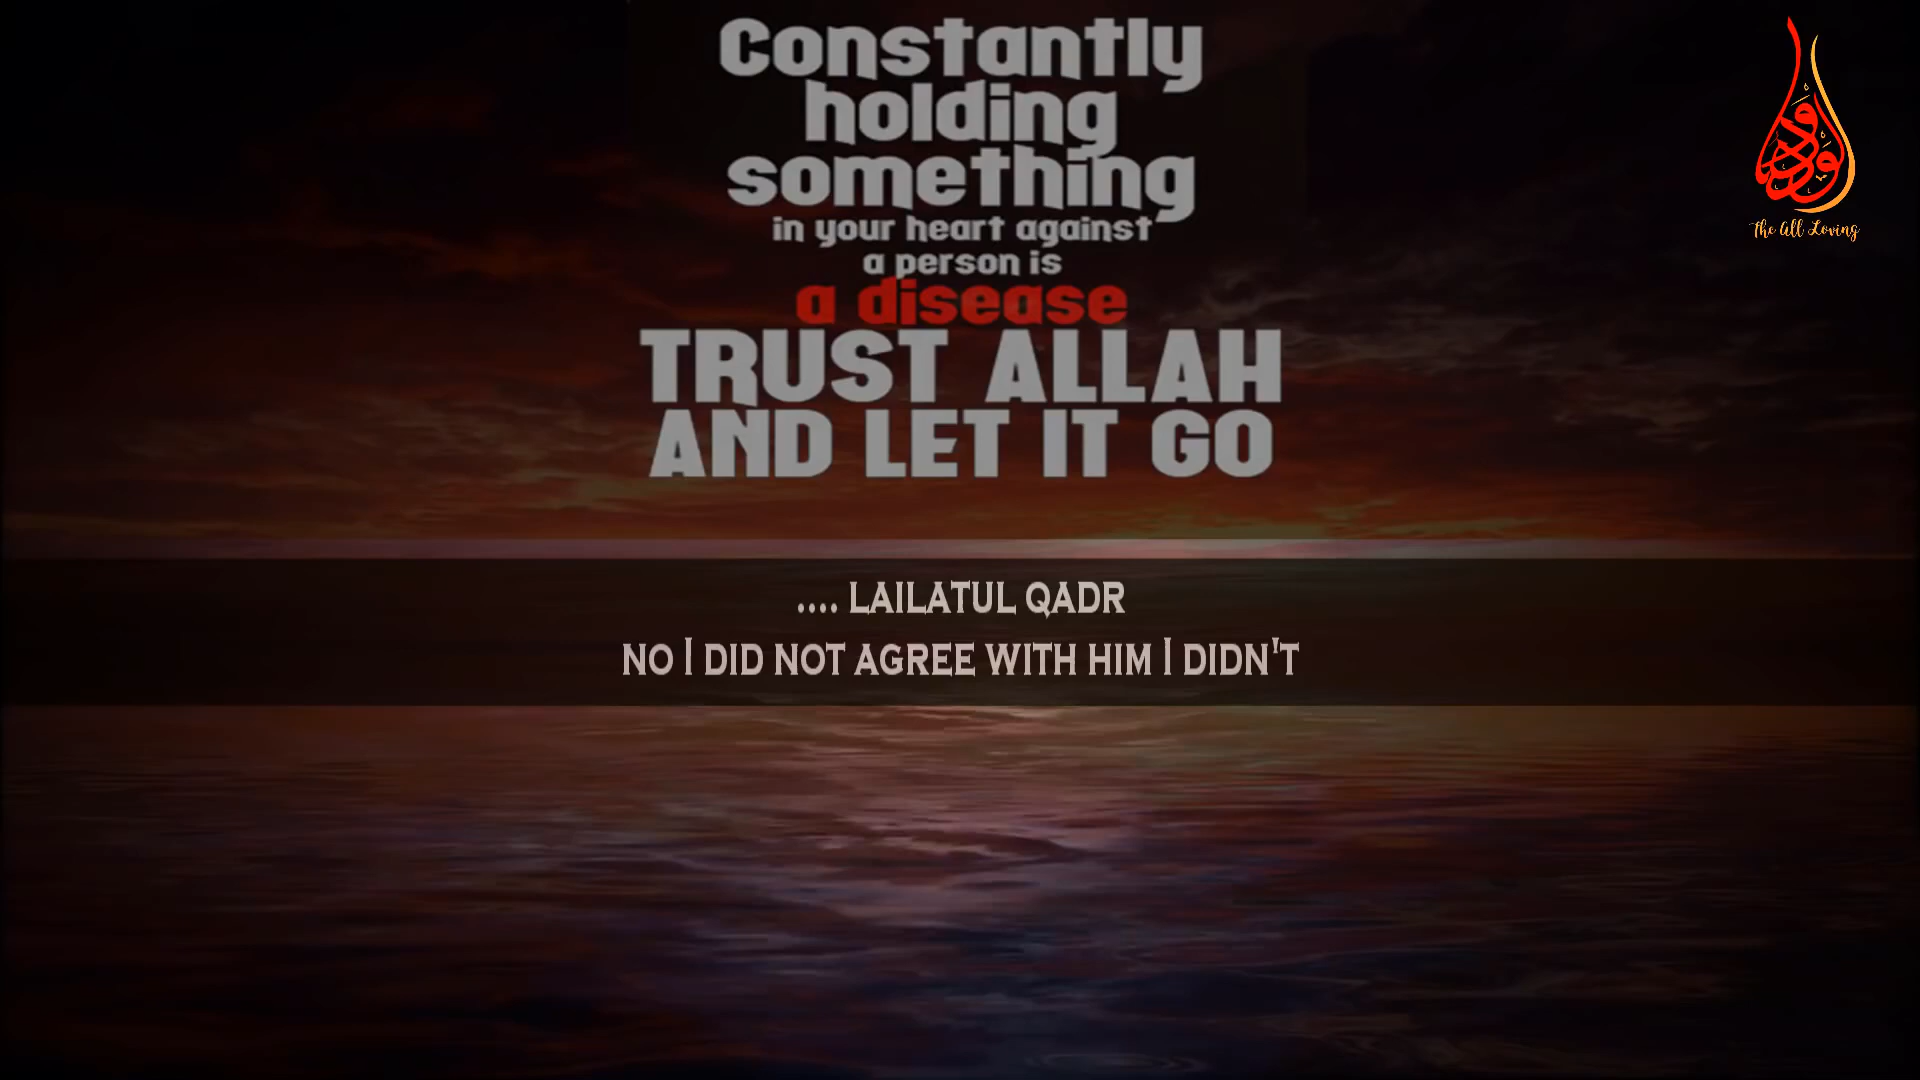 Constantly
holding
something
in your heart against
a person is
a disease
TRUST ALLAH
AND LET IT GO
The All Loving
.... LAILATUL QADR
NO I DID NOT AGREE WITH HIM I DIDN'T